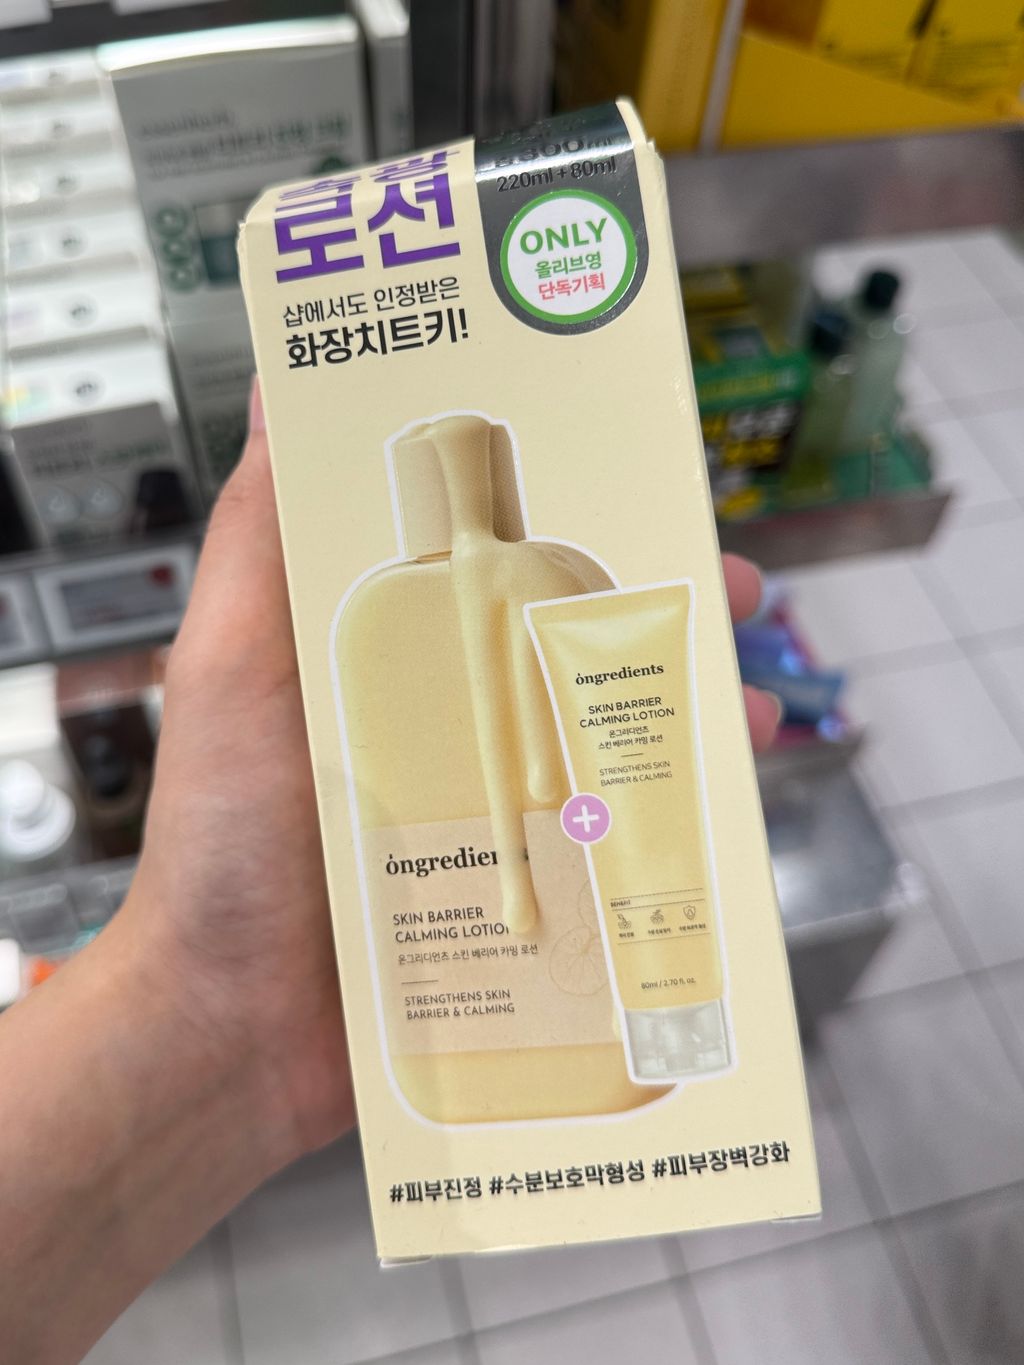 로션
샵에서도 인정받은
화장치트키!
220ml + 80ml
ONLY
올리브영
단독기획
ongredients
SKIN BARRIER
CALMING LOTION
온그리디언츠
스킨 베리어 카밍 로션
STRENGTHENS SKIN
BARRIER & CALMING
BENEFIT
80ml / 2.70 fl. oz.
ongredien
SKIN BARRIER
CALMING LOTIO
온그리디언츠 스킨 베리어 카밍 로션
STRENGTHENS SKIN
BARRIER & CALMING
#피부진정 #수분보호막형성 #피부장벽강화